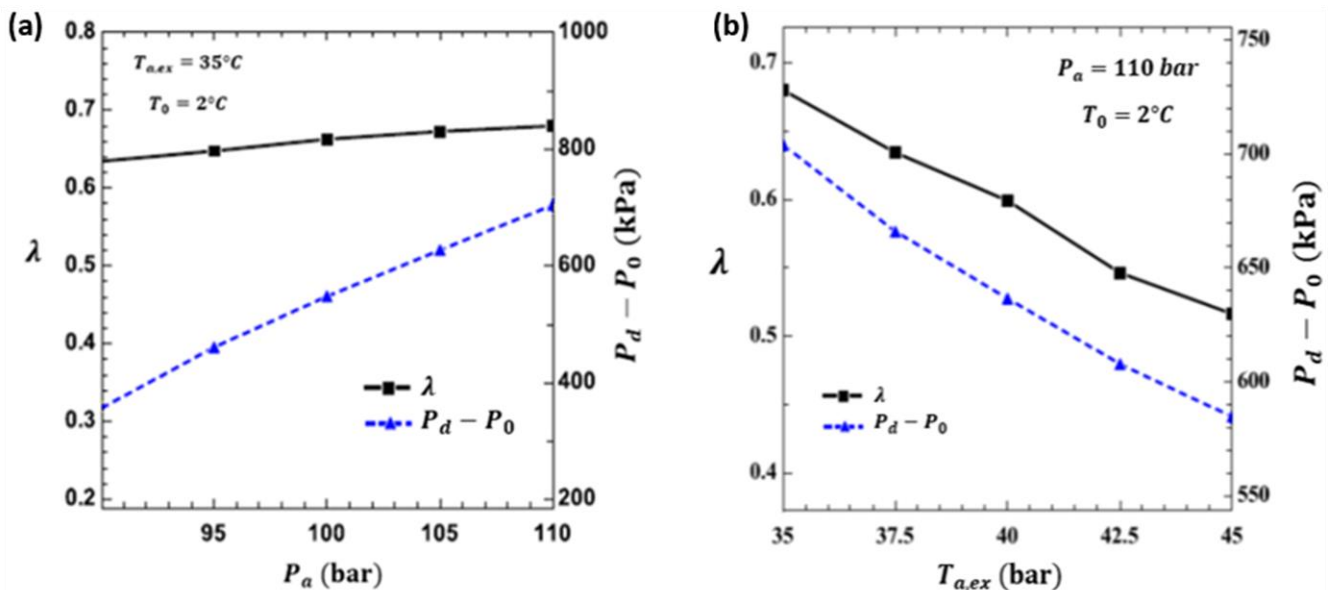 (a)
0.8
0.7
0.6
0.5
0.4
0.3
0.2
λ
T_{a,ex} = 35°C
T_0 = 2°C
λ
P_d − P_0
1000
800
600
400
200
P_d − P_0 (kPa)
95 100 105 110
P_a (bar)
(b)
0.7
0.6
0.5
0.4
λ
P_a = 110 bar
T_0 = 2°C
λ
P_d − P_0
750
700
650
600
550
P_d − P_0 (kPa)
35 37.5 40 42.5 45
T_{a,ex} (bar)